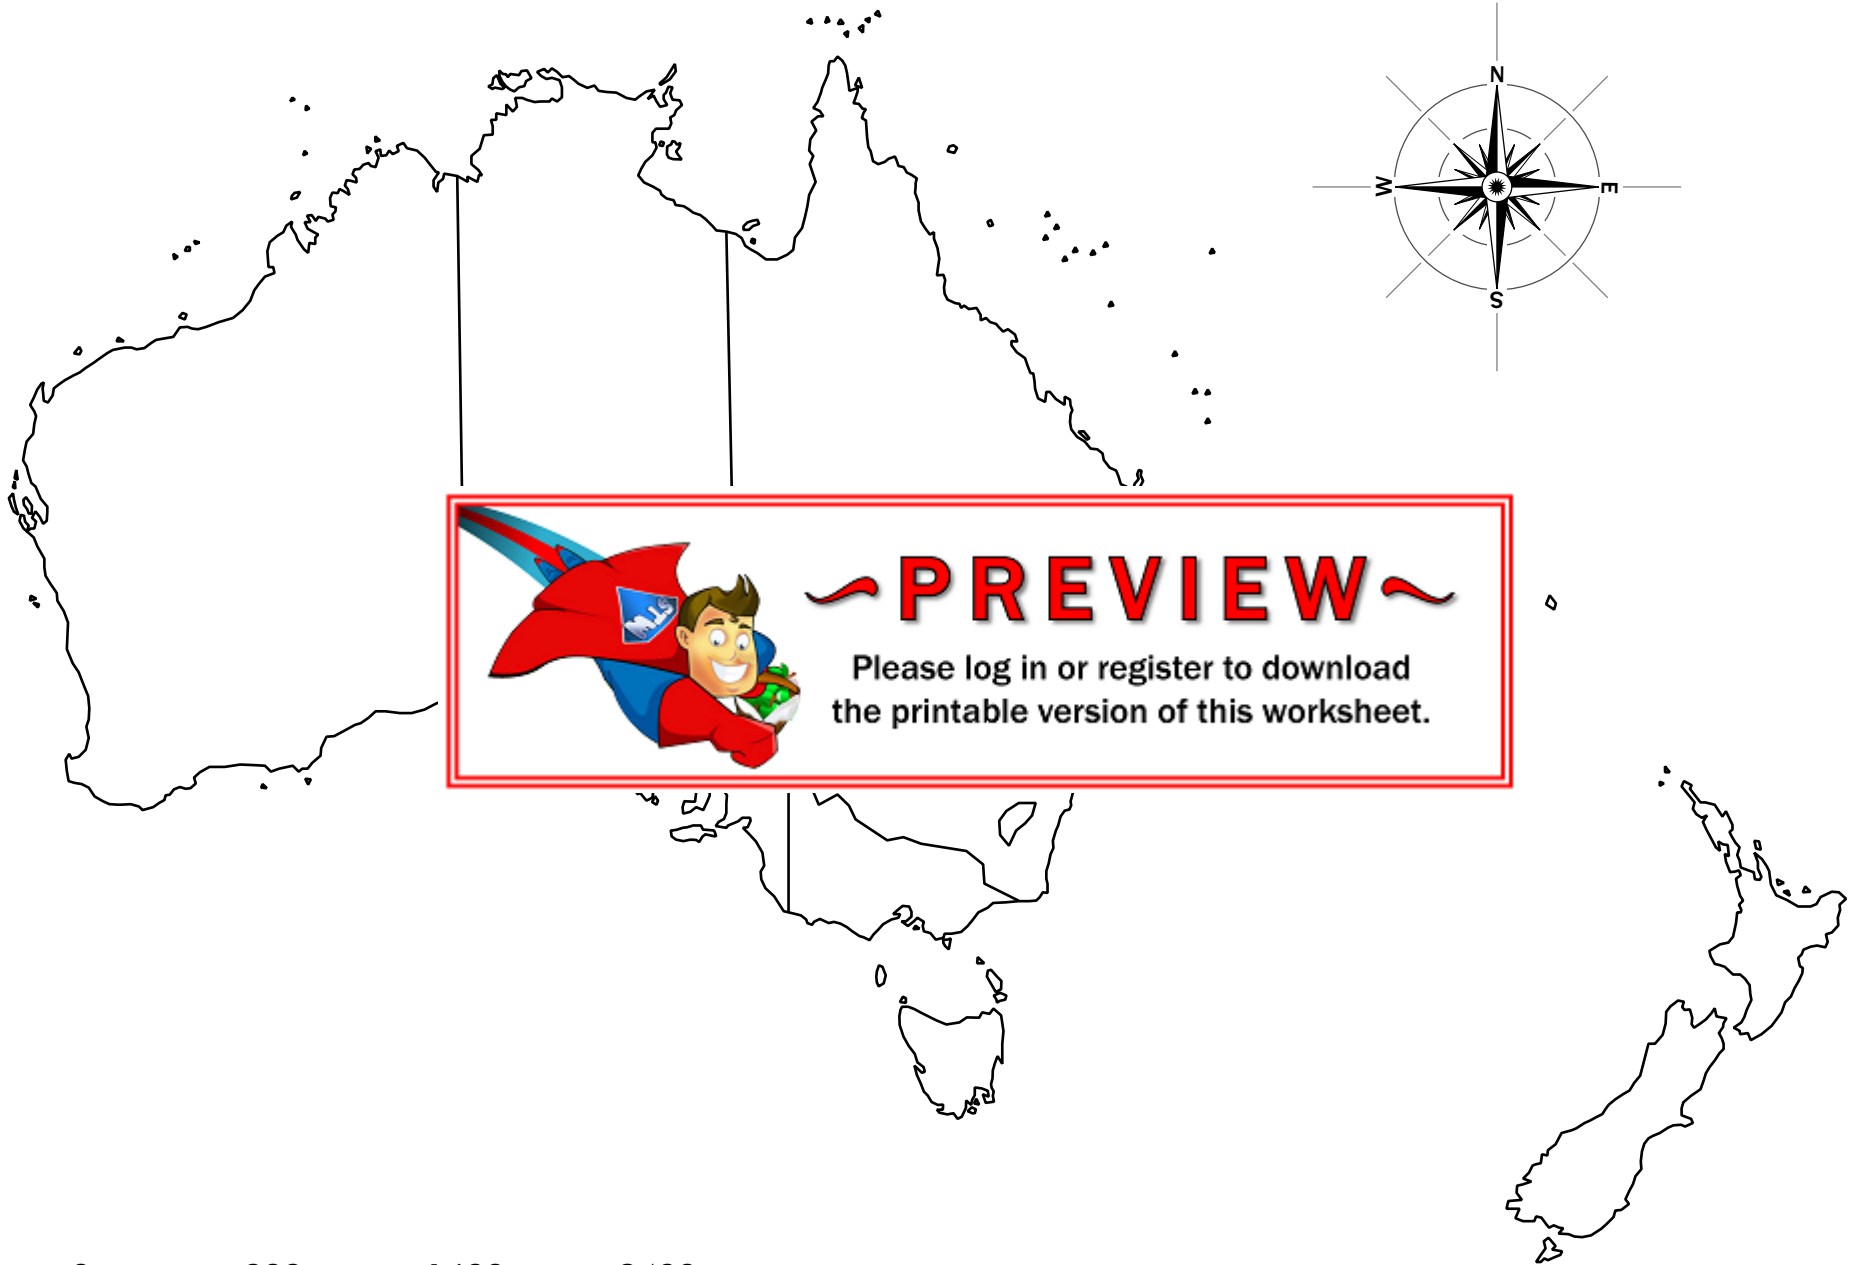 N
W
E
S
~PREVIEW~
Please log in or register to download
the printable version of this worksheet.